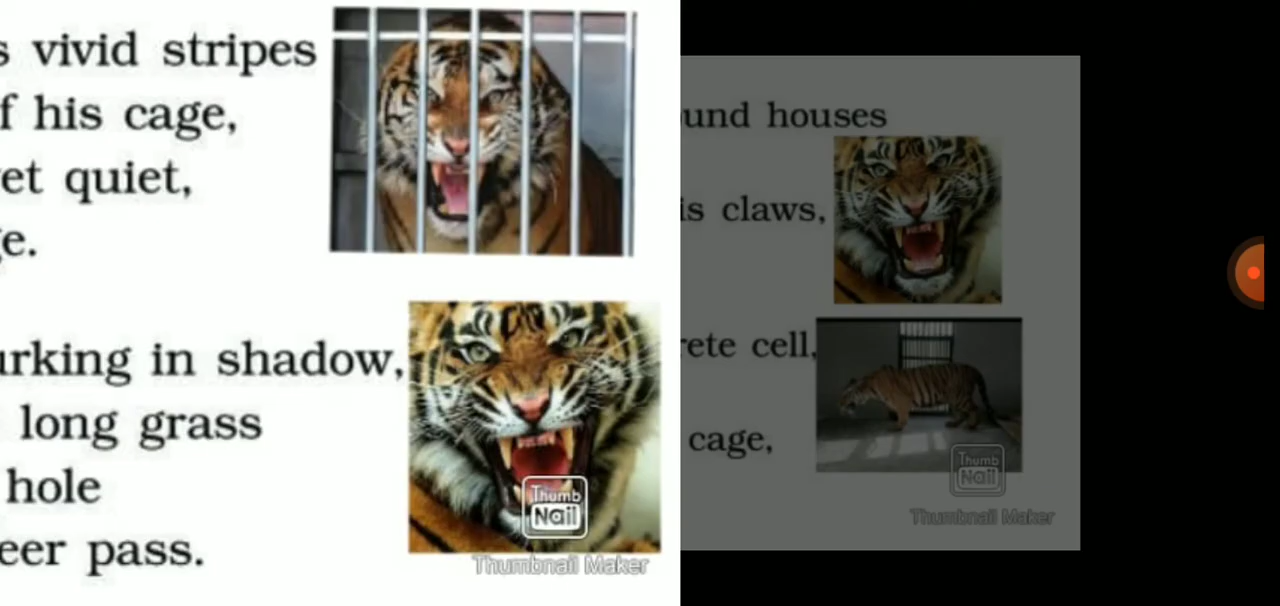 s vivid stripes
f his cage,
et quiet,
e.
urking in shadow,
long grass
hole
eer pass.
Thumb
Nail
Thumbnail Maker
und houses
is claws,
rete cell,
cage,
Thumb
Nail
Thumbnail Maker